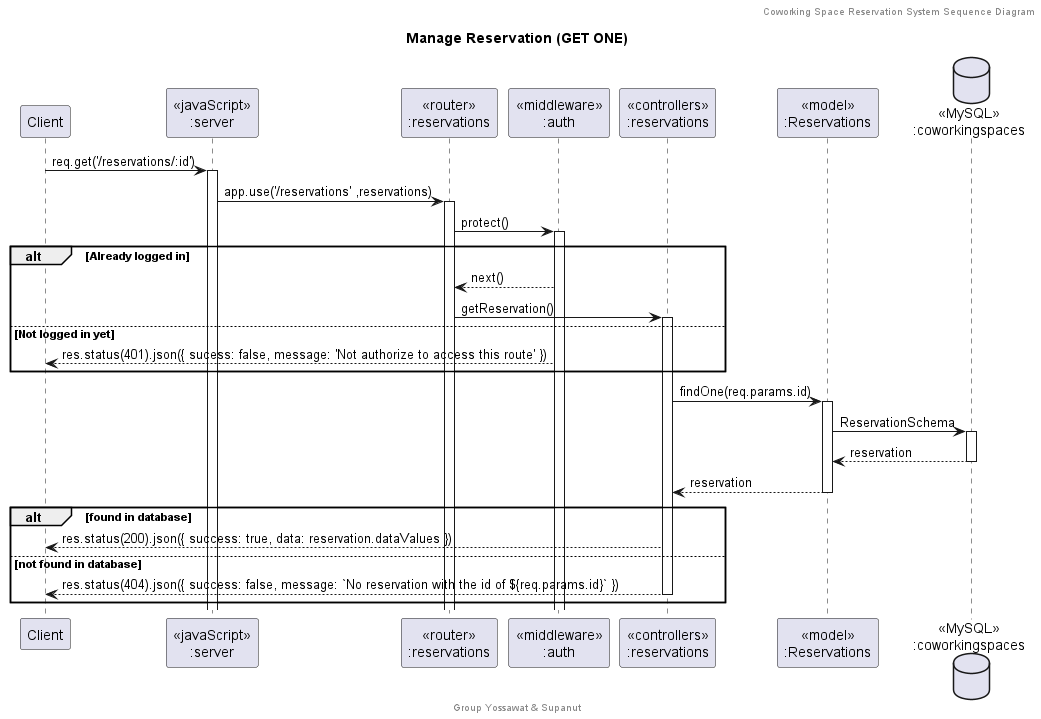 Coworking Space Reservation System Sequence Diagram
Manage Reservation (GET ONE)
Client
«javaScript»
:server
«router»
:reservations
«middleware»
:auth
«controllers»
:reservations
«model»
:Reservations
«MySQL»
:coworkingspaces
req.get('/reservations/:id')
app.use('/reservations' ,reservations)
protect()
alt [Already logged in]
next()
getReservation()
[Not logged in yet]
res.status(401).json({ sucess: false, message: 'Not authorize to access this route' })
findOne(req.params.id)
ReservationSchema
reservation
reservation
alt [found in database]
res.status(200).json({ success: true, data: reservation.dataValues })
[not found in database]
res.status(404).json({ success: false, message: `No reservation with the id of ${req.params.id}` })
Client
«javaScript»
:server
«router»
:reservations
«middleware»
:auth
«controllers»
:reservations
«model»
:Reservations
«MySQL»
:coworkingspaces
Group Yossawat & Supanut